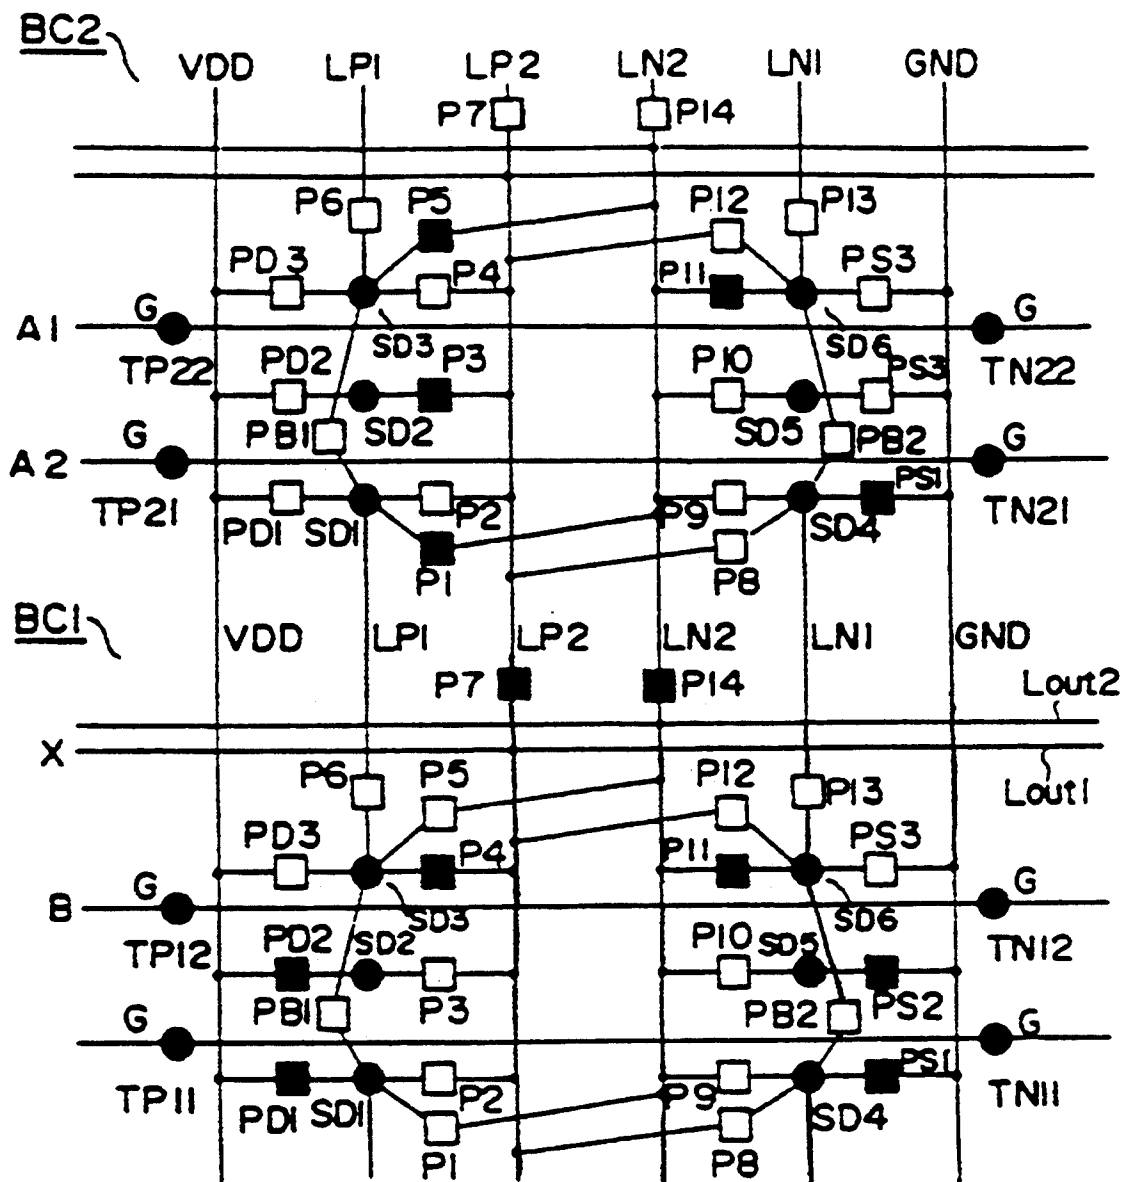 BC2
VDD LP1 LP2 LN2 LN1 GND
P7 P14
P6 P5 P12 P13
PD3 P4 P11 PS3
G G
A1
SD3 SD6
TP22 PD2 P3 P10 PS3 TN22
G PB1 SD2 SD5 PB2 G
A2
PS1
TP21 PD1 SD1 P2 P9 SD4 TN21
P1 P8
BC1
VDD LP1 LP2 LN2 LN1 GND
P7 P14 Lout2
X
P6 P5 P12 P13 Lout1
PD3 P4 P11 PS3
G G
B
SD3 SD6
TP12 PD2 SD2 P10 SD5 TN12
G PB1 P3 PB2 PS2 G
PS1
TP11 PD1 SD1 P2 P9 SD4 TN11
P1 P8